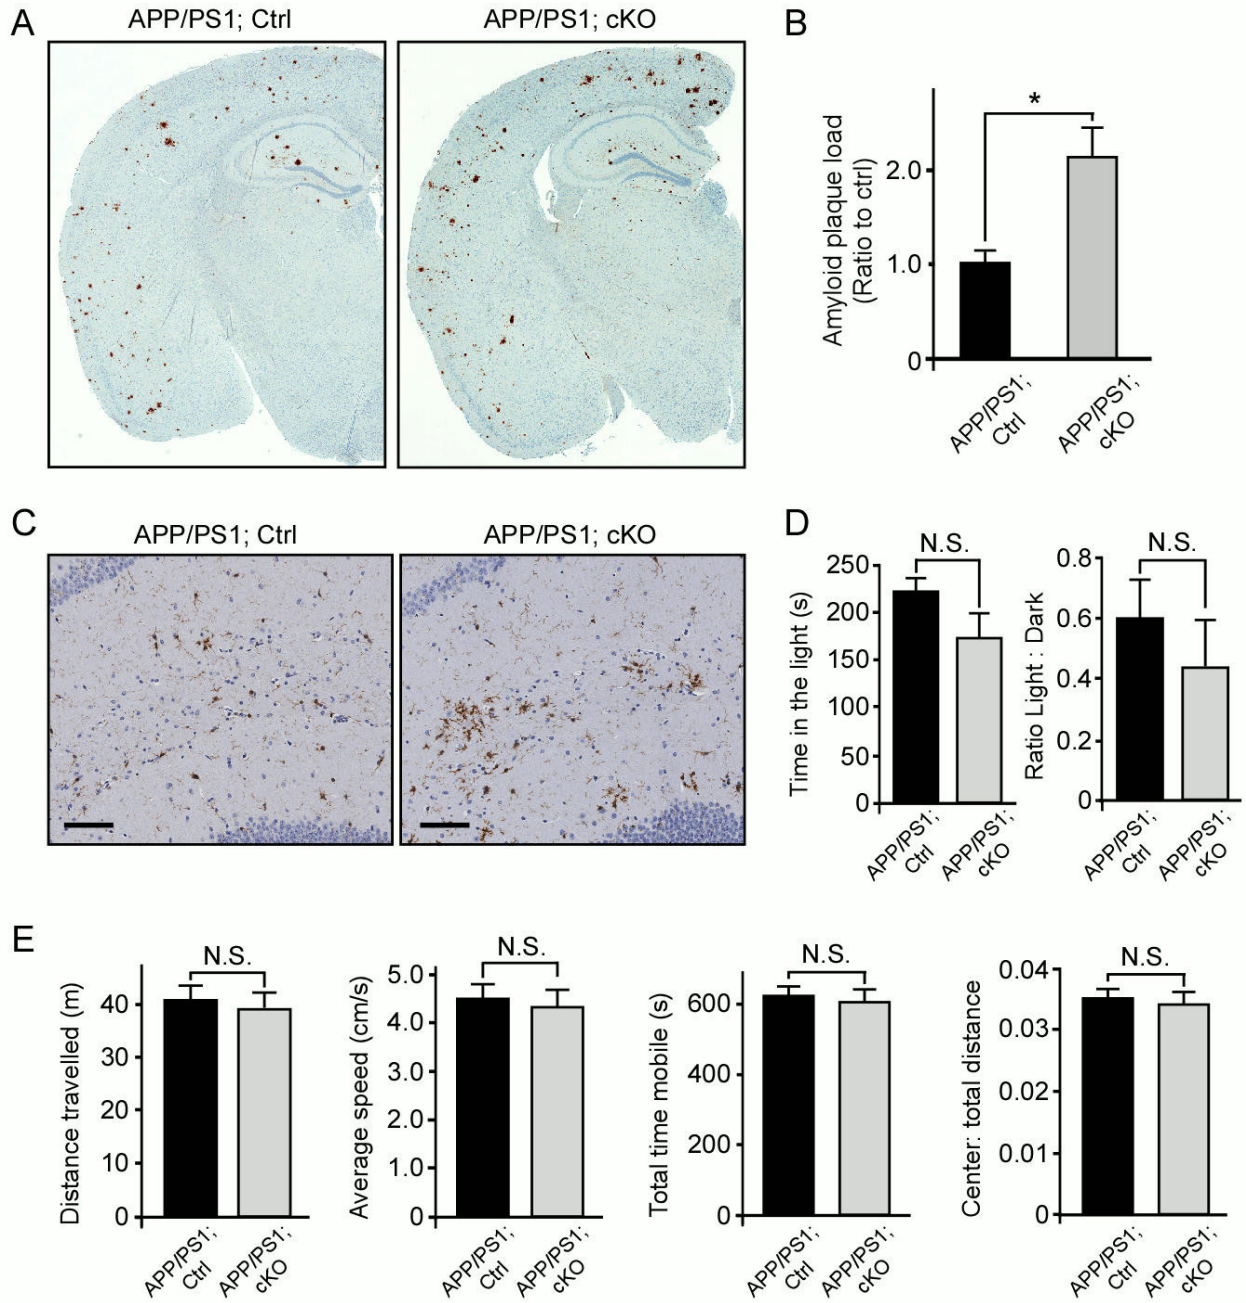 A
APP/PS1; Ctrl
APP/PS1; cKO
B
Amyloid plaque load
(Ratio to ctrl)
2.0
1.0
0
*
APP/PS1;
Ctrl
APP/PS1;
cKO
C
APP/PS1; Ctrl
APP/PS1; cKO
D
Time in the light (s)
250
200
150
100
50
0
N.S.
APP/PS1;
Ctrl
APP/PS1;
cKO
Ratio Light : Dark
0.8
0.6
0.4
0.2
0
N.S.
APP/PS1;
Ctrl
APP/PS1;
cKO
E
Distance travelled (m)
40
30
20
10
0
N.S.
APP/PS1;
Ctrl
APP/PS1;
cKO
Average speed (cm/s)
5.0
4.0
3.0
2.0
1.0
0
N.S.
APP/PS1;
Ctrl
APP/PS1;
cKO
Total time mobile (s)
600
400
200
0
N.S.
APP/PS1;
Ctrl
APP/PS1;
cKO
Center: total distance
0.04
0.03
0.02
0.01
0
N.S.
APP/PS1;
Ctrl
APP/PS1;
cKO